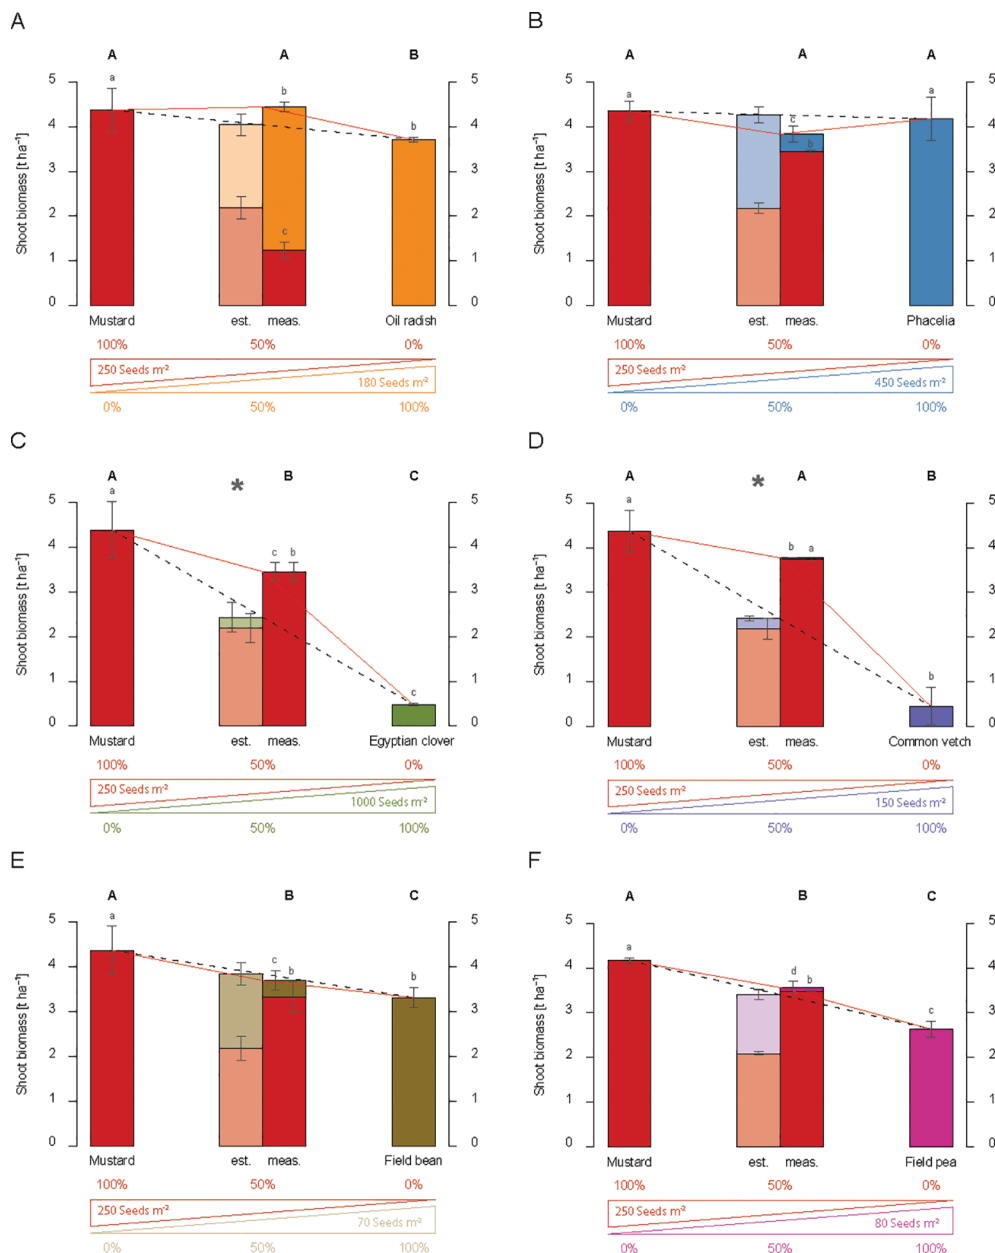 A
A A B
5 a b b 5
4 4
3 3
2 c 2
1 1
0 0
Shoot biomass [t ha⁻¹]
Mustard est. meas. Oil radish
100% 50% 0%
250 Seeds m⁻²
180 Seeds m⁻²
0% 50% 100%
B
A A A
5 a c b a 5
4 4
3 3
2 2
1 1
0 0
Shoot biomass [t ha⁻¹]
Mustard est. meas. Phacelia
100% 50% 0%
250 Seeds m⁻²
450 Seeds m⁻²
0% 50% 100%
C
A * B C
5 a c b c 5
4 4
3 3
2 2
1 1
0 0
Shoot biomass [t ha⁻¹]
Mustard est. meas. Egyptian clover
100% 50% 0%
250 Seeds m⁻²
1000 Seeds m⁻²
0% 50% 100%
D
A * A B
5 a b a b 5
4 4
3 3
2 2
1 1
0 0
Shoot biomass [t ha⁻¹]
Mustard est. meas. Common vetch
100% 50% 0%
250 Seeds m⁻²
150 Seeds m⁻²
0% 50% 100%
E
A B C
5 a c b b 5
4 4
3 3
2 2
1 1
0 0
Shoot biomass [t ha⁻¹]
Mustard est. meas. Field bean
100% 50% 0%
250 Seeds m⁻²
70 Seeds m⁻²
0% 50% 100%
F
A B C
5 a d b c 5
4 4
3 3
2 2
1 1
0 0
Shoot biomass [t ha⁻¹]
Mustard est. meas. Field pea
100% 50% 0%
250 Seeds m⁻²
80 Seeds m⁻²
0% 50% 100%